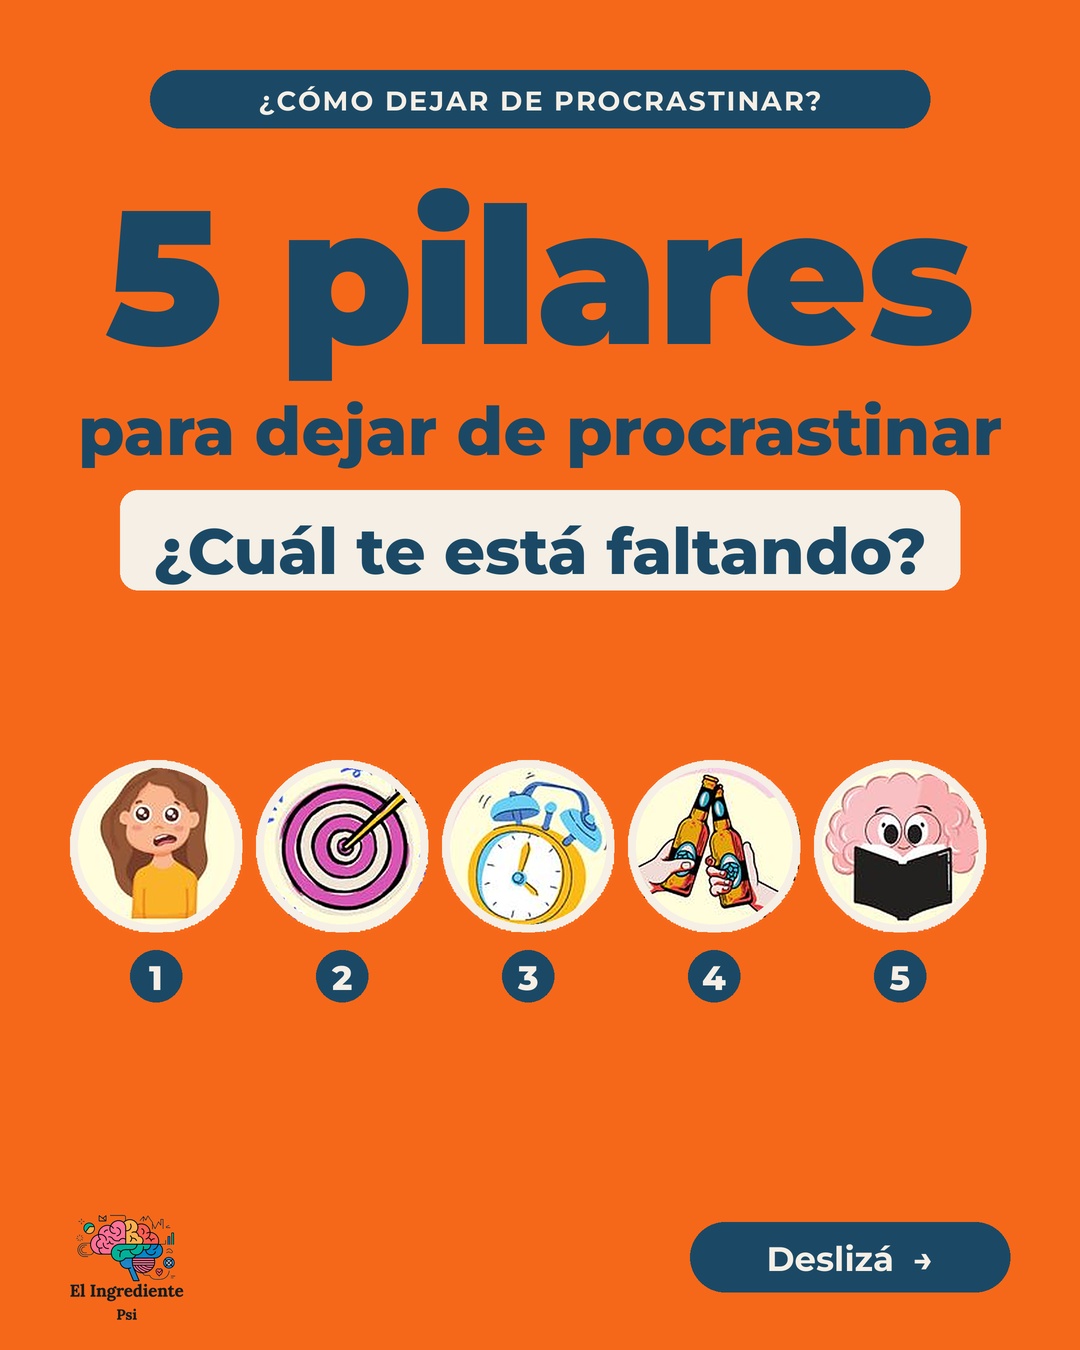 ¿CÓMO DEJAR DE PROCRASTINAR?
5 pilares
para dejar de procrastinar
¿Cuál te está faltando?
1 2 3 4 5
Deslizá →
El Ingrediente
Psi